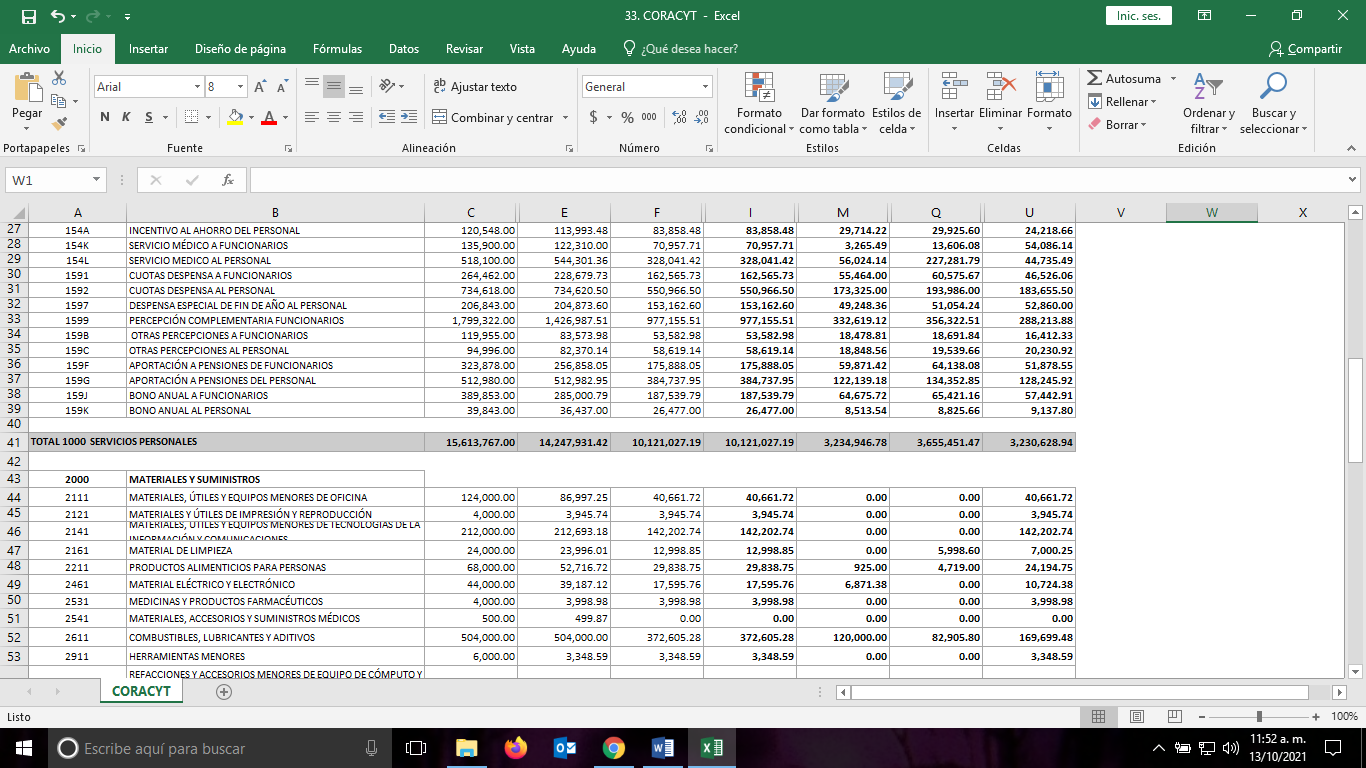 33. CORACYT - Excel
Inic. ses.
Archivo Inicio Insertar Diseño de página Fórmulas Datos Revisar Vista Ayuda ¿Qué desea hacer? Compartir
Pegar
Arial 8
N K S
Ajustar texto
Combinar y centrar
General
$ % 000
Formato condicional
Dar formato como tabla
Estilos de celda
Insertar Eliminar Formato
Autosuma
Rellenar
Borrar
Ordenar y filtrar
Buscar y seleccionar
Portapapeles Fuente Alineación Número Estilos Celdas Edición
W1 fx
A B C E F I M Q U V W X
27 154A INCENTIVO AL AHORRO DEL PERSONAL 120,548.00 113,993.48 83,858.48 83,858.48 29,714.22 29,925.60 24,218.66
28 154K SERVICIO MÉDICO A FUNCIONARIOS 135,900.00 122,310.00 70,957.71 70,957.71 3,265.49 13,606.08 54,086.14
29 154L SERVICIO MEDICO AL PERSONAL 518,100.00 544,301.36 328,041.42 328,041.42 56,024.14 227,281.79 44,735.49
30 1591 CUOTAS DESPENSA A FUNCIONARIOS 264,462.00 228,679.73 162,565.73 162,565.73 55,464.00 60,575.67 46,526.06
31 1592 CUOTAS DESPENSA AL PERSONAL 734,618.00 734,620.50 550,966.50 550,966.50 173,325.00 193,986.00 183,655.50
32 1597 DESPENSA ESPECIAL DE FIN DE AÑO AL PERSONAL 206,843.00 204,873.60 153,162.60 153,162.60 49,248.36 51,054.24 52,860.00
33 1599 PERCEPCIÓN COMPLEMENTARIA FUNCIONARIOS 1,799,322.00 1,426,987.51 977,155.51 977,155.51 332,619.12 356,322.51 288,213.88
34 159B OTRAS PERCEPCIONES A FUNCIONARIOS 119,955.00 83,573.98 53,582.98 53,582.98 18,478.81 18,691.84 16,412.33
35 159C OTRAS PERCEPCIONES AL PERSONAL 94,996.00 82,370.14 58,619.14 58,619.14 18,848.56 19,539.66 20,230.92
36 159F APORTACIÓN A PENSIONES DE FUNCIONARIOS 323,878.00 256,858.05 175,888.05 175,888.05 59,871.42 64,138.08 51,878.55
37 159G APORTACIÓN A PENSIONES DEL PERSONAL 512,980.00 512,982.95 384,737.95 384,737.95 122,139.18 134,352.85 128,245.92
38 159J BONO ANUAL A FUNCIONARIOS 389,853.00 285,000.79 187,539.79 187,539.79 64,675.72 65,421.16 57,442.91
39 159K BONO ANUAL AL PERSONAL 39,843.00 36,437.00 26,477.00 26,477.00 8,513.54 8,825.66 9,137.80
40
41 TOTAL 1000 SERVICIOS PERSONALES 15,613,767.00 14,247,931.42 10,121,027.19 10,121,027.19 3,234,946.78 3,655,451.47 3,230,628.94
42
43 2000 MATERIALES Y SUMINISTROS
44 2111 MATERIALES, ÚTILES Y EQUIPOS MENORES DE OFICINA 124,000.00 86,997.25 40,661.72 40,661.72 0.00 0.00 40,661.72
45 2121 MATERIALES Y ÚTILES DE IMPRESIÓN Y REPRODUCCIÓN 4,000.00 3,945.74 3,945.74 3,945.74 0.00 0.00 3,945.74
46 2141 MATERIALES, ÚTILES Y EQUIPOS MENORES DE TECNOLOGÍAS DE LA INFORMACIÓN Y COMUNICACIONES 212,000.00 212,693.18 142,202.74 142,202.74 0.00 0.00 142,202.74
47 2161 MATERIAL DE LIMPIEZA 24,000.00 23,996.01 12,998.85 12,998.85 0.00 5,998.60 7,000.25
48 2211 PRODUCTOS ALIMENTICIOS PARA PERSONAS 68,000.00 52,716.72 29,838.75 29,838.75 925.00 4,719.00 24,194.75
49 2461 MATERIAL ELÉCTRICO Y ELECTRÓNICO 44,000.00 39,187.12 17,595.76 17,595.76 6,871.38 0.00 10,724.38
50 2531 MEDICINAS Y PRODUCTOS FARMACÉUTICOS 4,000.00 3,998.98 3,998.98 3,998.98 0.00 0.00 3,998.98
51 2541 MATERIALES, ACCESORIOS Y SUMINISTROS MÉDICOS 500.00 499.87 0.00 0.00 0.00 0.00 0.00
52 2611 COMBUSTIBLES, LUBRICANTES Y ADITIVOS 504,000.00 504,000.00 372,605.28 372,605.28 120,000.00 82,905.80 169,699.48
53 2911 HERRAMIENTAS MENORES 6,000.00 3,348.59 3,348.59 3,348.59 0.00 0.00 3,348.59
REFACCIONES Y ACCESORIOS MENORES DE EQUIPO DE CÓMPUTO Y
CORACYT
Listo 100%
Escribe aquí para buscar
11:52 a. m.
13/10/2021